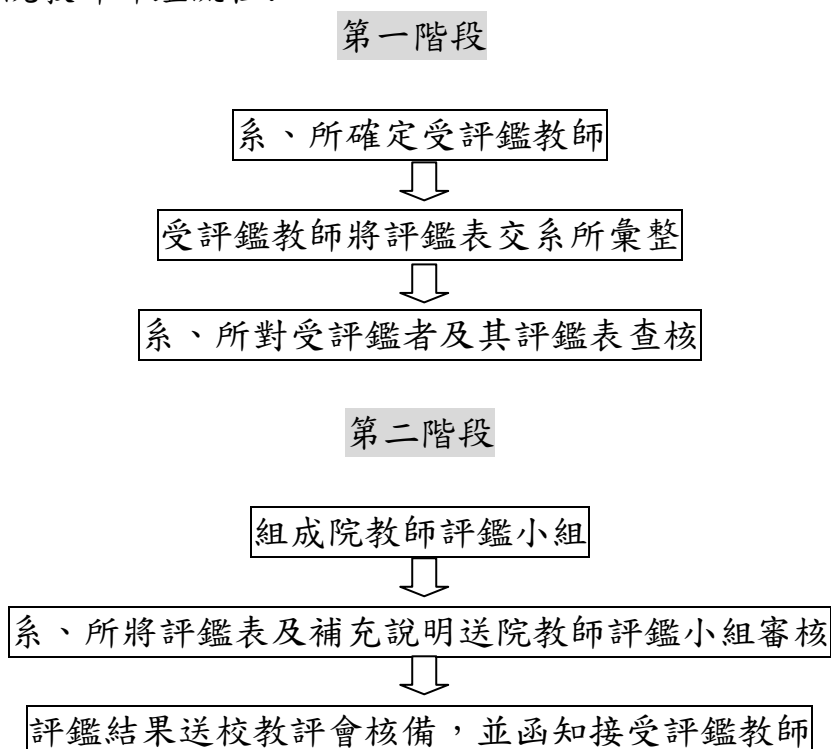 第一階段
系、所確定受評鑑教師
受評鑑教師將評鑑表交系所彙整
系、所對受評鑑者及其評鑑表查核
第二階段
組成院教師評鑑小組
系、所將評鑑表及補充說明送院教師評鑑小組審核
評鑑結果送校教評會核備，並函知接受評鑑教師